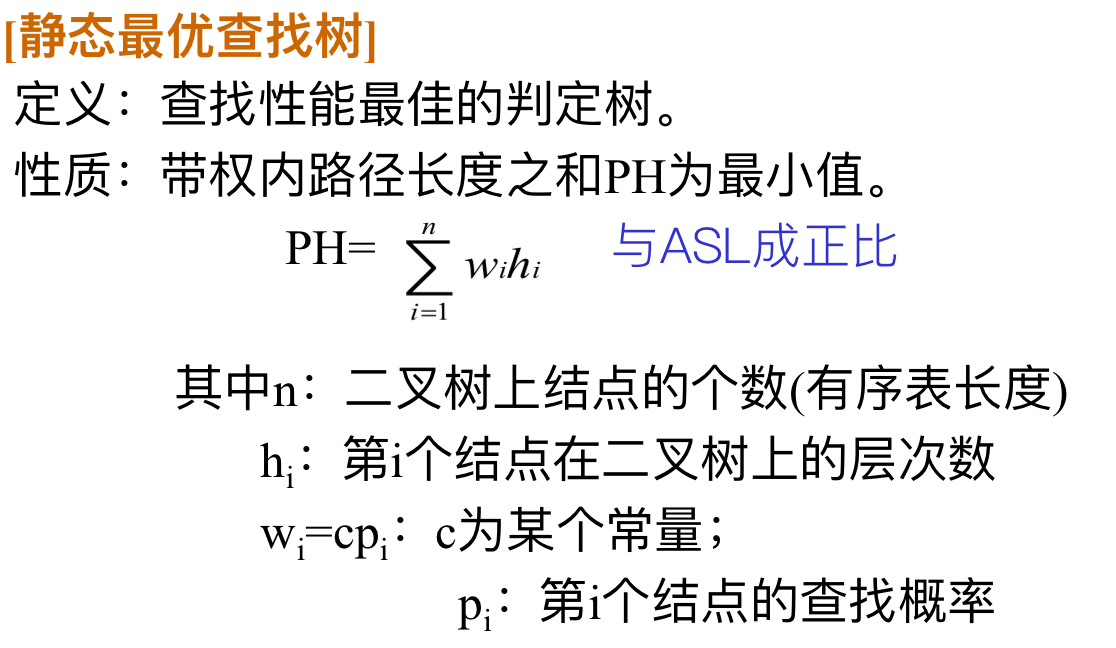 [静态最优查找树]
定义：查找性能最佳的判定树。
性质：带权内路径长度之和PH为最小值。
PH= \sum_{i=1}^{n} w_i h_i 与ASL成正比
其中n：二叉树上结点的个数(有序表长度)
h_i：第i个结点在二叉树上的层次数
w_i=cp_i：c为某个常量；
p_i：第i个结点的查找概率